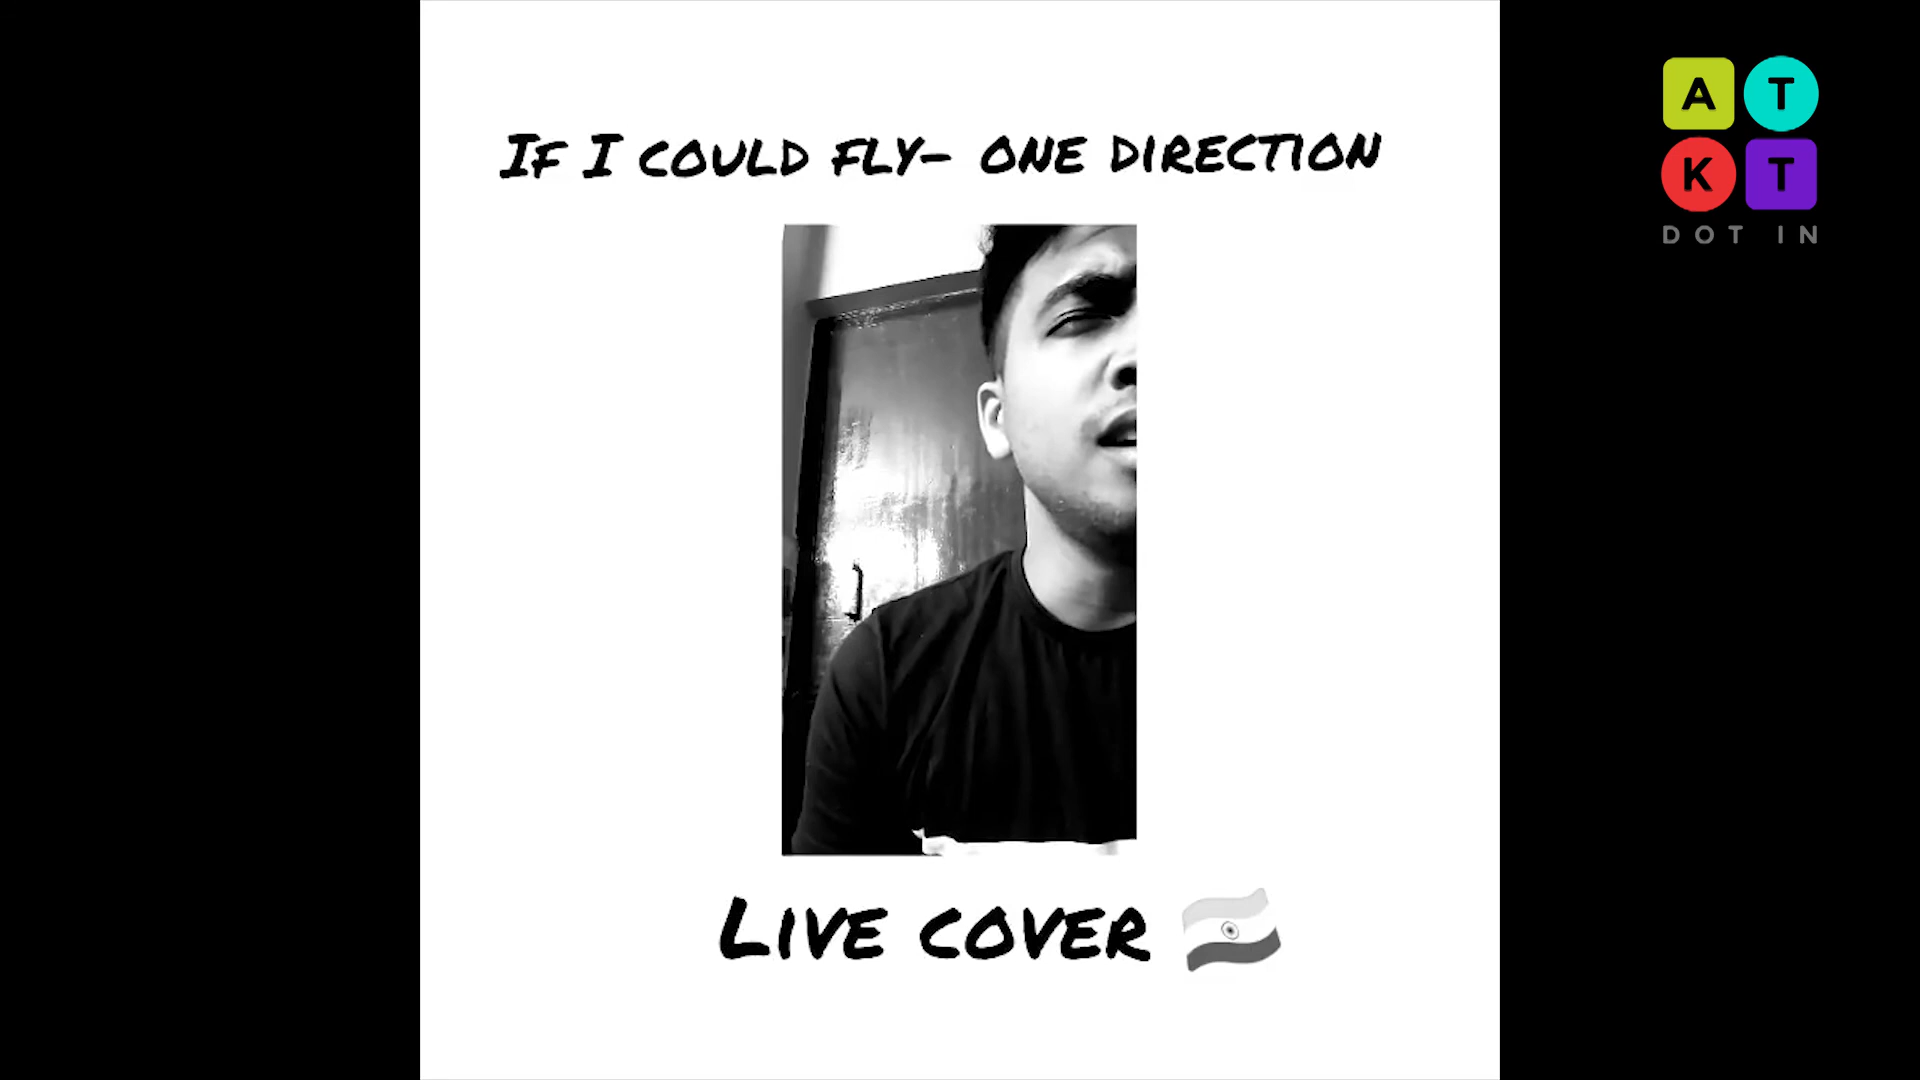 If I could fly- one direction
Live cover
A T
K T
DOT IN